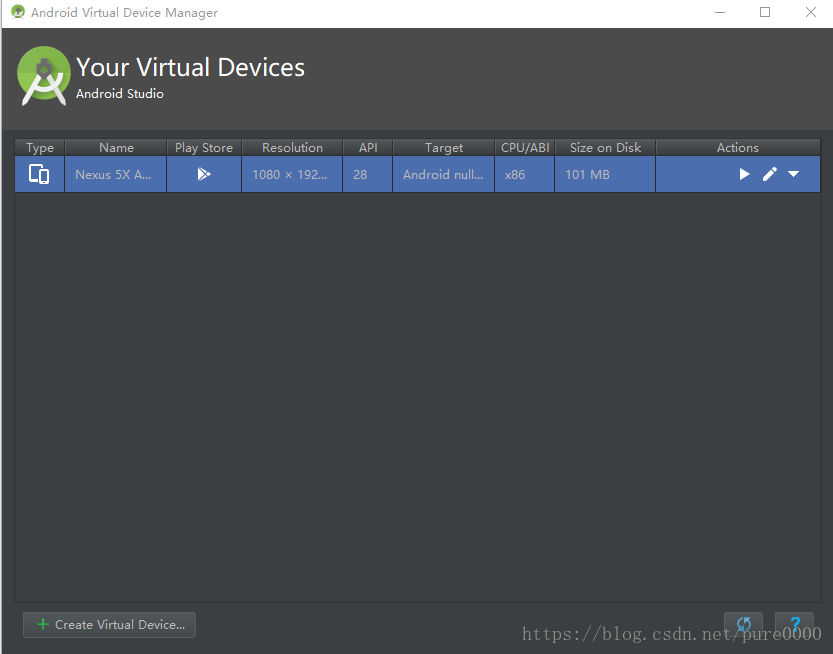 Android Virtual Device Manager
Your Virtual Devices
Android Studio
Type Name Play Store Resolution API Target CPU/ABI Size on Disk Actions
Nexus 5X A... 1080 × 192... 28 Android null... x86 101 MB
+ Create Virtual Device...
?
https://blog.csdn.net/pure0000